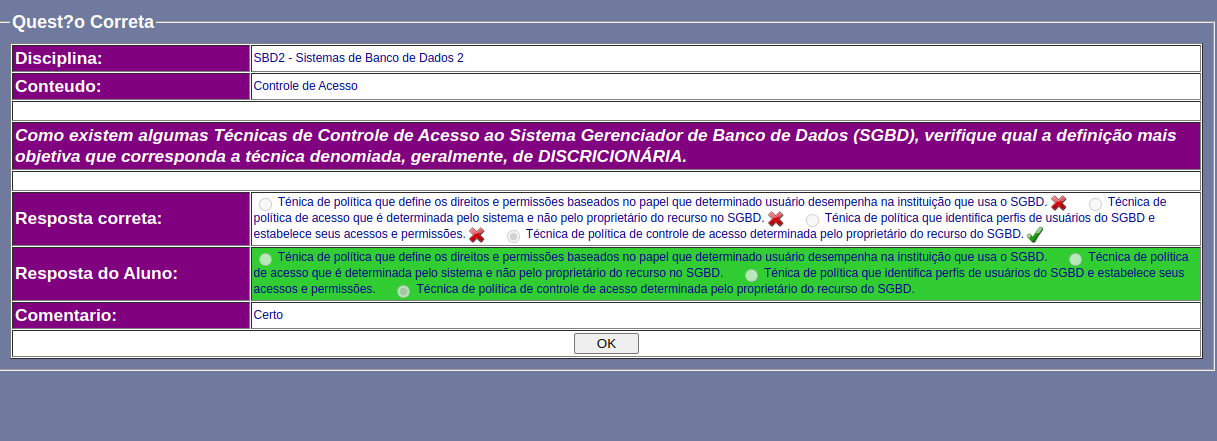 Quest?o Correta
Disciplina: SBD2 - Sistemas de Banco de Dados 2
Conteudo: Controle de Acesso
Como existem algumas Técnicas de Controle de Acesso ao Sistema Gerenciador de Banco de Dados (SGBD), verifique qual a definição mais
objetiva que corresponda a técnica denomiada, geralmente, de DISCRICIONÁRIA.
Resposta correta:
Ténica de política que define os direitos e permissões baseados no papel que determinado usuário desempenha na instituição que usa o SGBD. Técnica de
política de acesso que é determinada pelo sistema e não pelo proprietário do recurso no SGBD. Ténica de política que identifica perfis de usuários do SGBD e
estabelece seus acessos e permissões. Técnica de política de controle de acesso determinada pelo proprietário do recurso do SGBD.
Resposta do Aluno:
Ténica de política que define os direitos e permissões baseados no papel que determinado usuário desempenha na instituição que usa o SGBD. Técnica de política
de acesso que é determinada pelo sistema e não pelo proprietário do recurso no SGBD. Ténica de política que identifica perfis de usuários do SGBD e estabelece seus
acessos e permissões. Técnica de política de controle de acesso determinada pelo proprietário do recurso do SGBD.
Comentario: Certo
OK